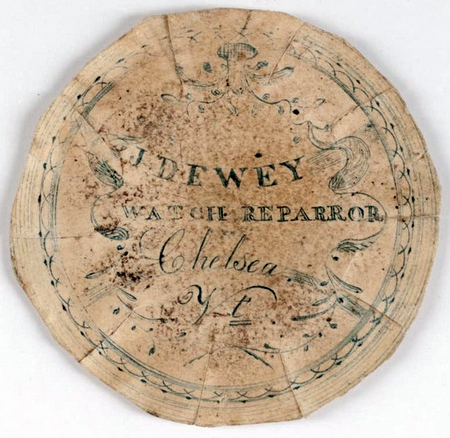 J DEWEY
WATCH REPARROR
Chelsea
Vt